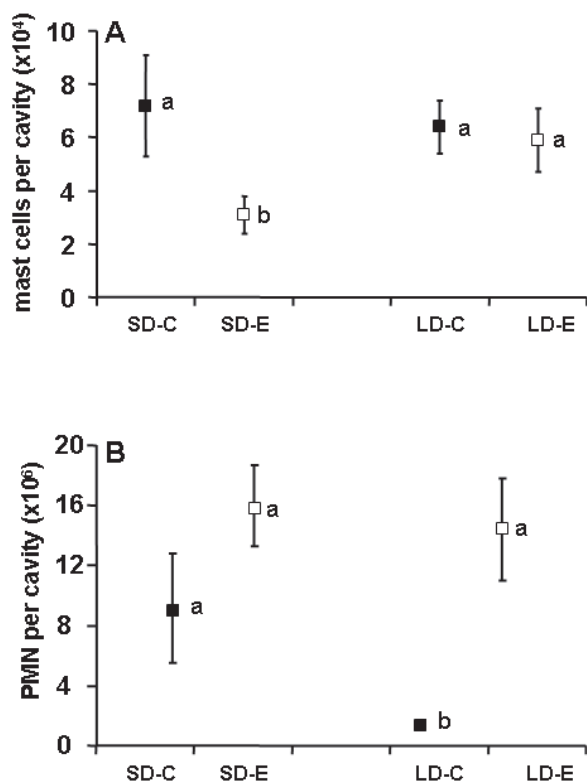 A
mast cells per cavity (x10⁴)
10
8
6
4
2
0
a
b
a
a
SD-C SD-E LD-C LD-E
B
PMN per cavity (x10⁶)
20
16
12
8
4
0
a
a
b
a
SD-C SD-E LD-C LD-E